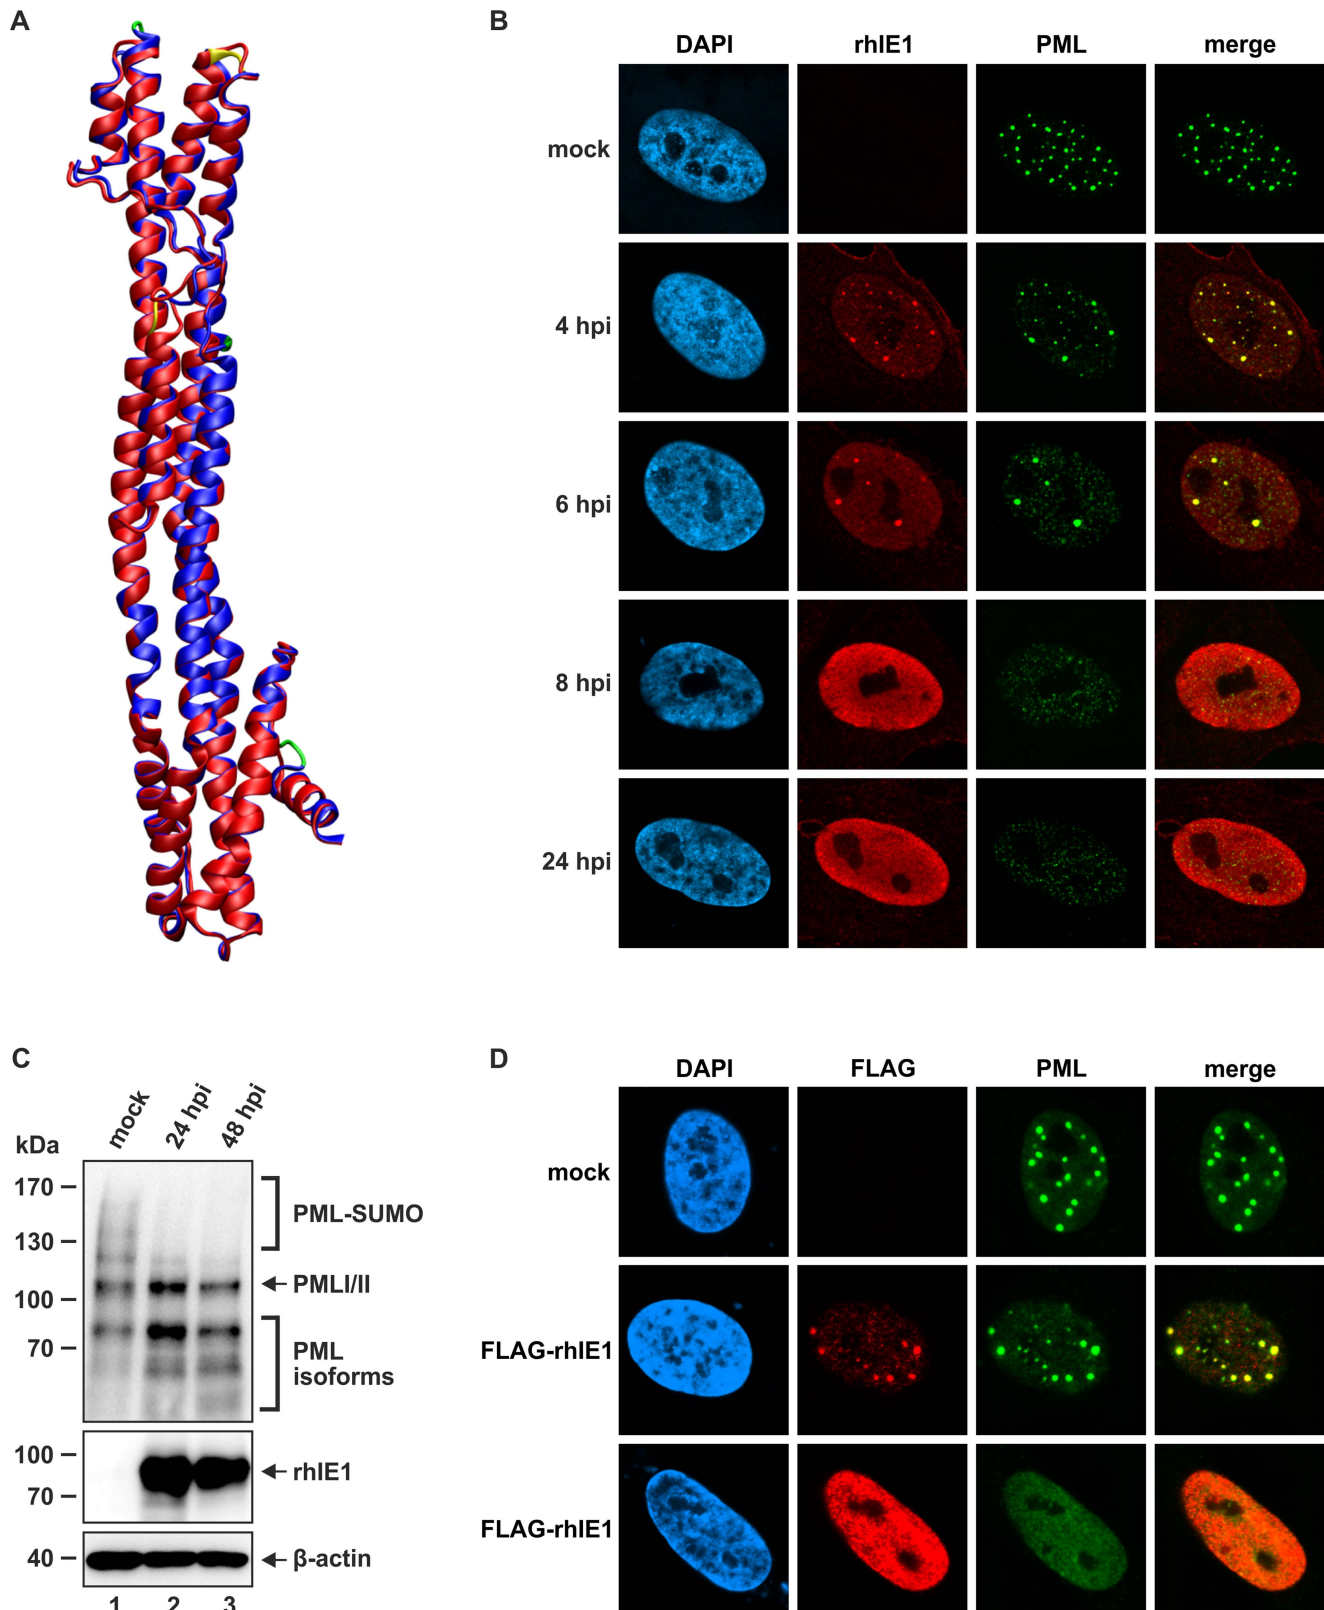 A
B
DAPI rhIE1 PML merge
mock
4 hpi
6 hpi
8 hpi
24 hpi
C
mock 24 hpi 48 hpi
kDa
170
PML-SUMO
130
PMLI/II
100
70
PML
isoforms
100
rhIE1
70
40
β-actin
1 2 3
D
DAPI FLAG PML merge
mock
FLAG-rhIE1
FLAG-rhIE1